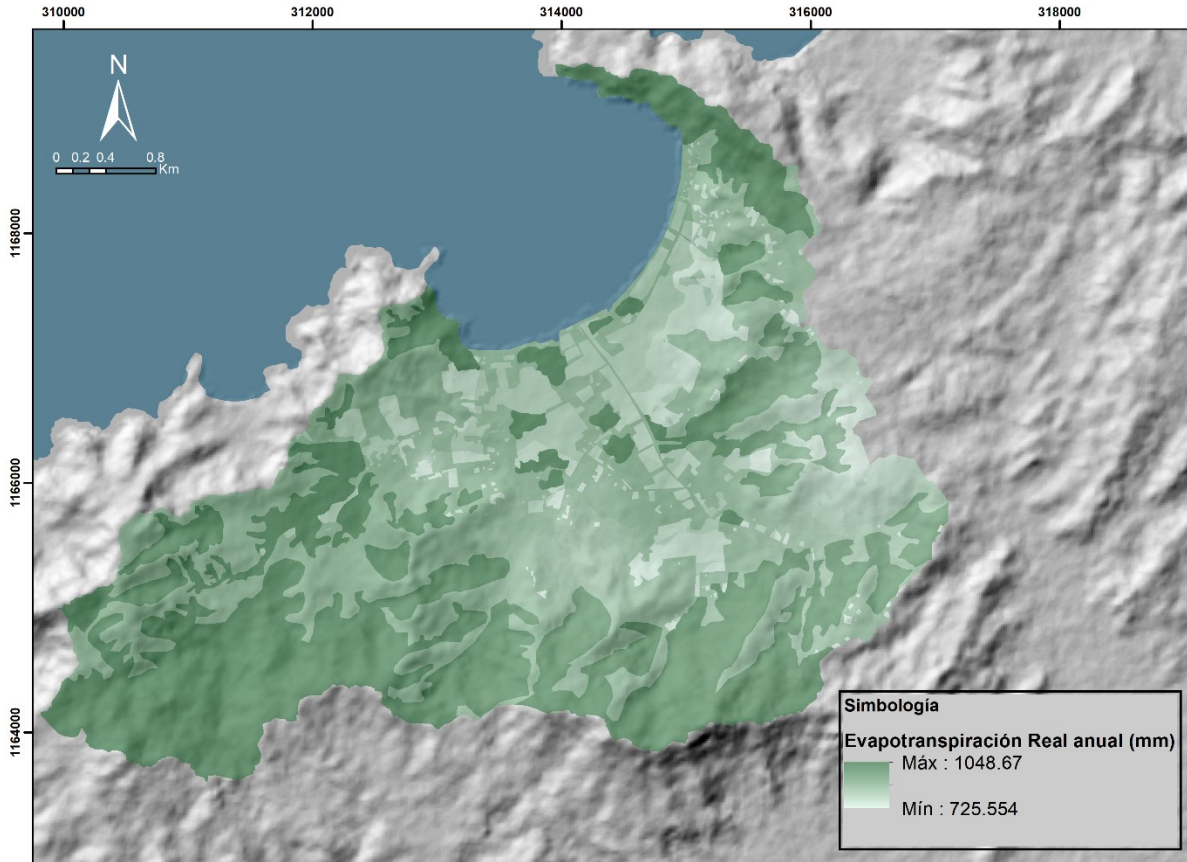 310000 312000 314000 316000 318000
N
0 0.2 0.4 0.8
Km
1168000
1166000
1164000
Simbología
Evapotranspiración Real anual (mm)
Máx : 1048.67
Mín : 725.554